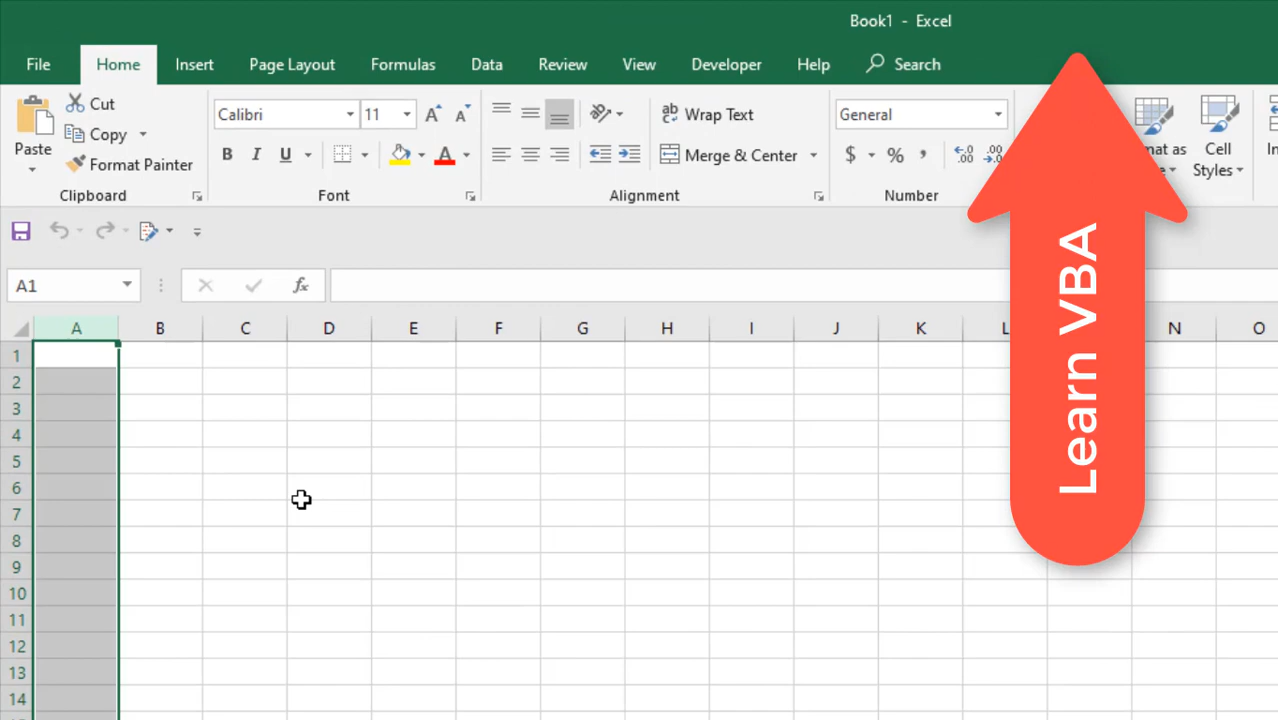 Book1 - Excel
File Home Insert Page Layout Formulas Data Review View Developer Help Search
Cut
Copy
Format Painter
Paste
Clipboard
Calibri 11
B I U
Font
Wrap Text
Merge & Center
Alignment
General
$ % ,
Number
as
Cell
Styles
A1
fx
A B C D E F G H I J K L N O
1
2
3
4
5
6
7
8
9
10
11
12
13
14
Learn VBA